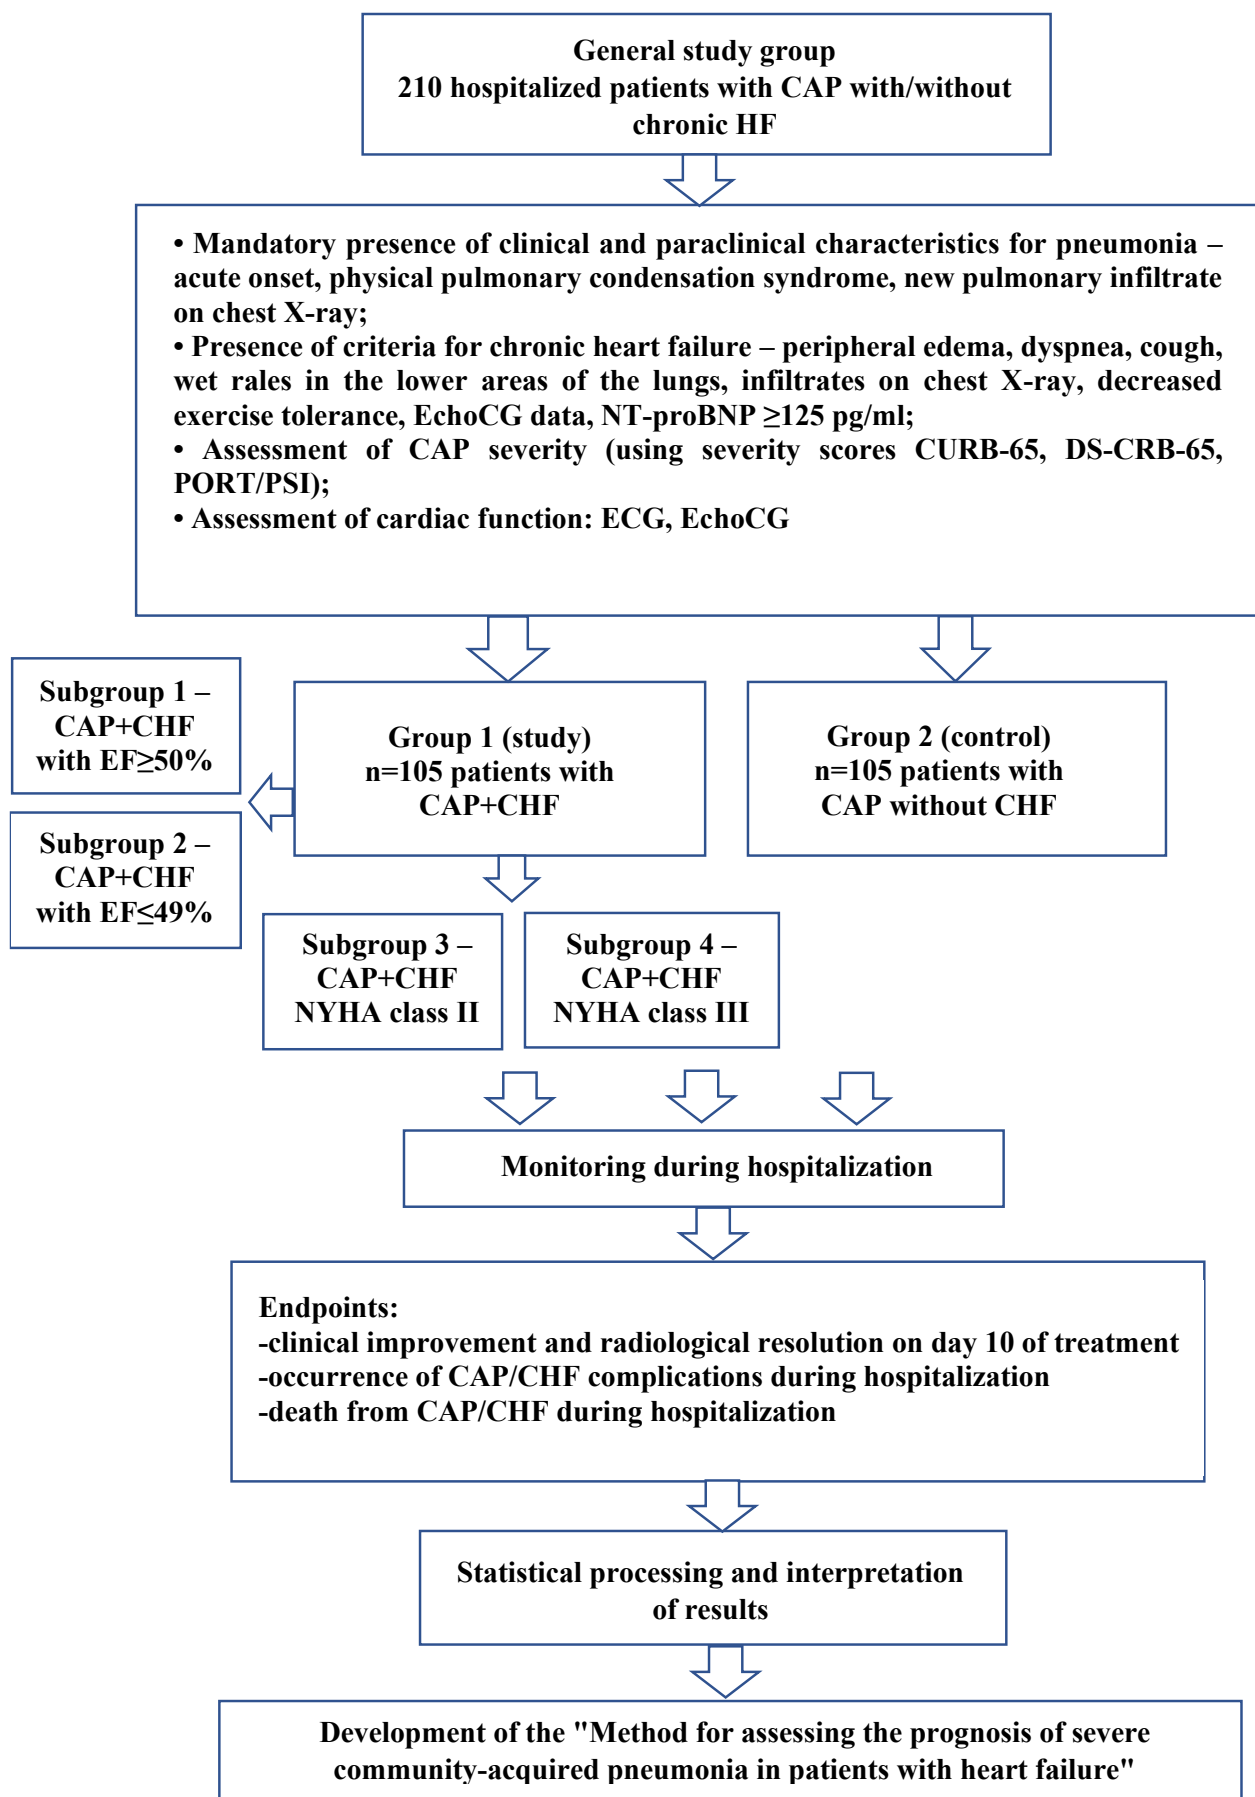 General study group
210 hospitalized patients with CAP with/without
chronic HF
• Mandatory presence of clinical and paraclinical characteristics for pneumonia –
acute onset, physical pulmonary condensation syndrome, new pulmonary infiltrate
on chest X-ray;
• Presence of criteria for chronic heart failure – peripheral edema, dyspnea, cough,
wet rales in the lower areas of the lungs, infiltrates on chest X-ray, decreased
exercise tolerance, EchoCG data, NT-proBNP ≥125 pg/ml;
• Assessment of CAP severity (using severity scores CURB-65, DS-CRB-65,
PORT/PSI);
• Assessment of cardiac function: ECG, EchoCG
Subgroup 1 –
CAP+CHF
with EF≥50%
Group 1 (study)
n=105 patients with
CAP+CHF
Group 2 (control)
n=105 patients with
CAP without CHF
Subgroup 2 –
CAP+CHF
with EF≤49%
Subgroup 3 –
CAP+CHF
NYHA class II
Subgroup 4 –
CAP+CHF
NYHA class III
Monitoring during hospitalization
Endpoints:
-clinical improvement and radiological resolution on day 10 of treatment
-occurrence of CAP/CHF complications during hospitalization
-death from CAP/CHF during hospitalization
Statistical processing and interpretation
of results
Development of the "Method for assessing the prognosis of severe
community-acquired pneumonia in patients with heart failure"